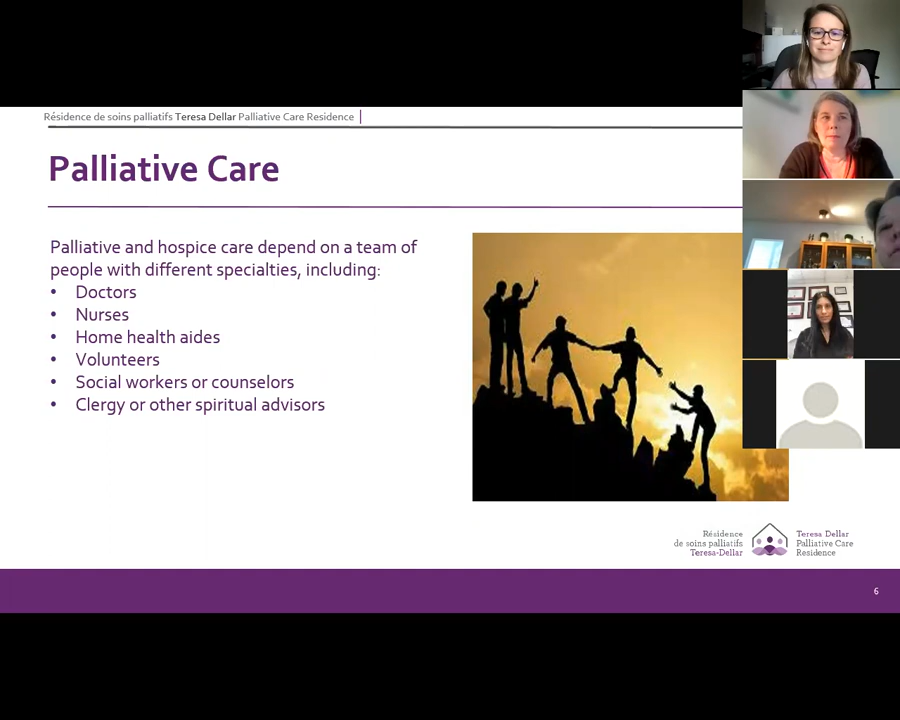 Résidence de soins palliatifs Teresa Dellar Palliative Care Residence
Palliative Care
Palliative and hospice care depend on a team of
people with different specialties, including:
• Doctors
• Nurses
• Home health aides
• Volunteers
• Social workers or counselors
• Clergy or other spiritual advisors
Résidence
de soins palliatifs
Teresa-Dellar
Teresa Dellar
Palliative Care
Residence
6